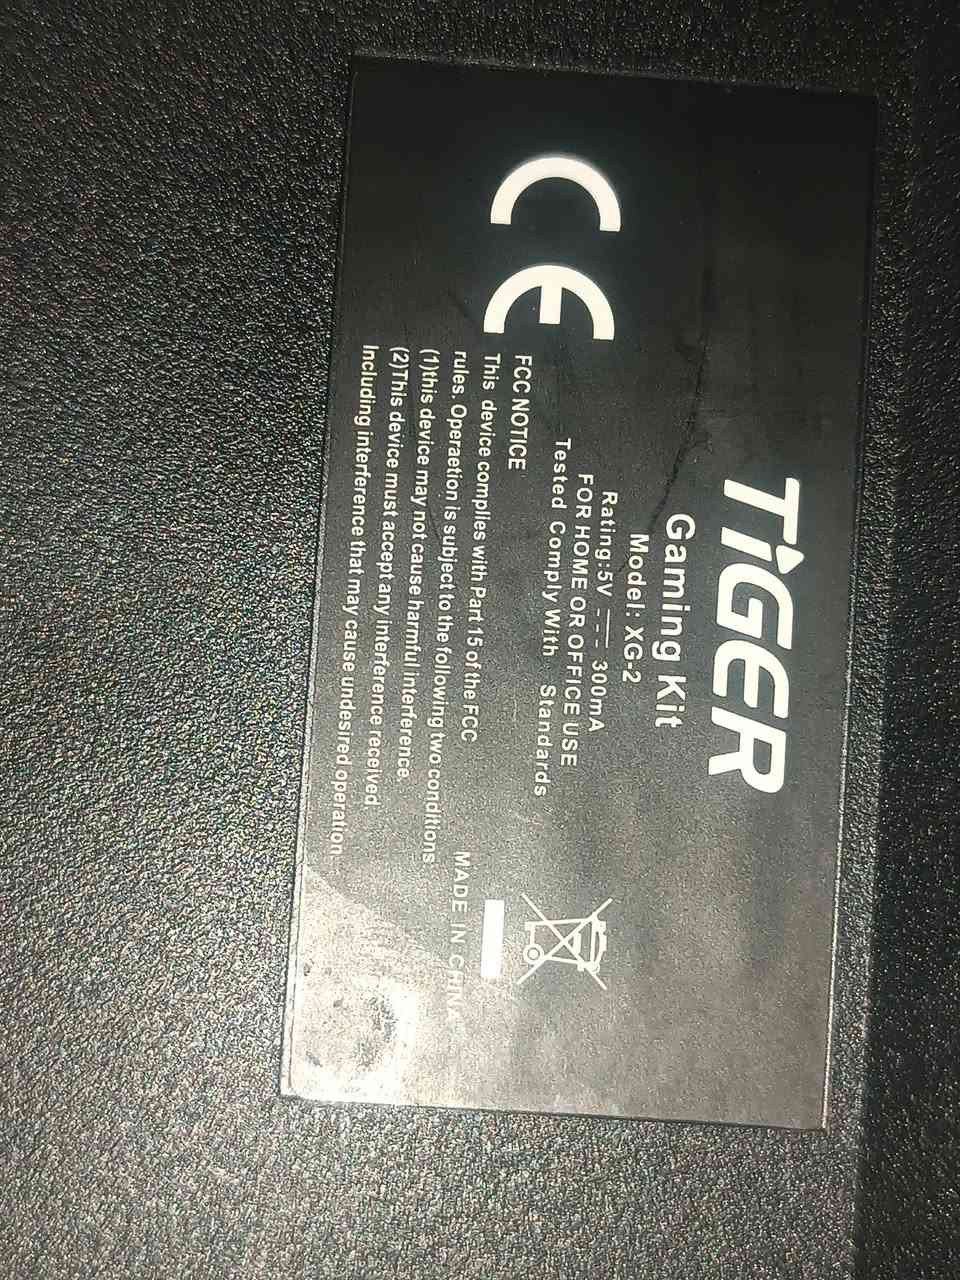 TiGER
Gaming Kit
Model: XG-2
Rating:5V 300mA
FOR HOME OR OFFICE USE
Tested Comply With Standards
CE
FCC NOTICE
This device complies with Part 15 of the FCC
rules. Operaetion is subject to the following two conditions
(1)this device may not cause harmful interference.
(2)This device must accept any interference received,
Including interference that may cause undesired operation.
MADE IN CHINA